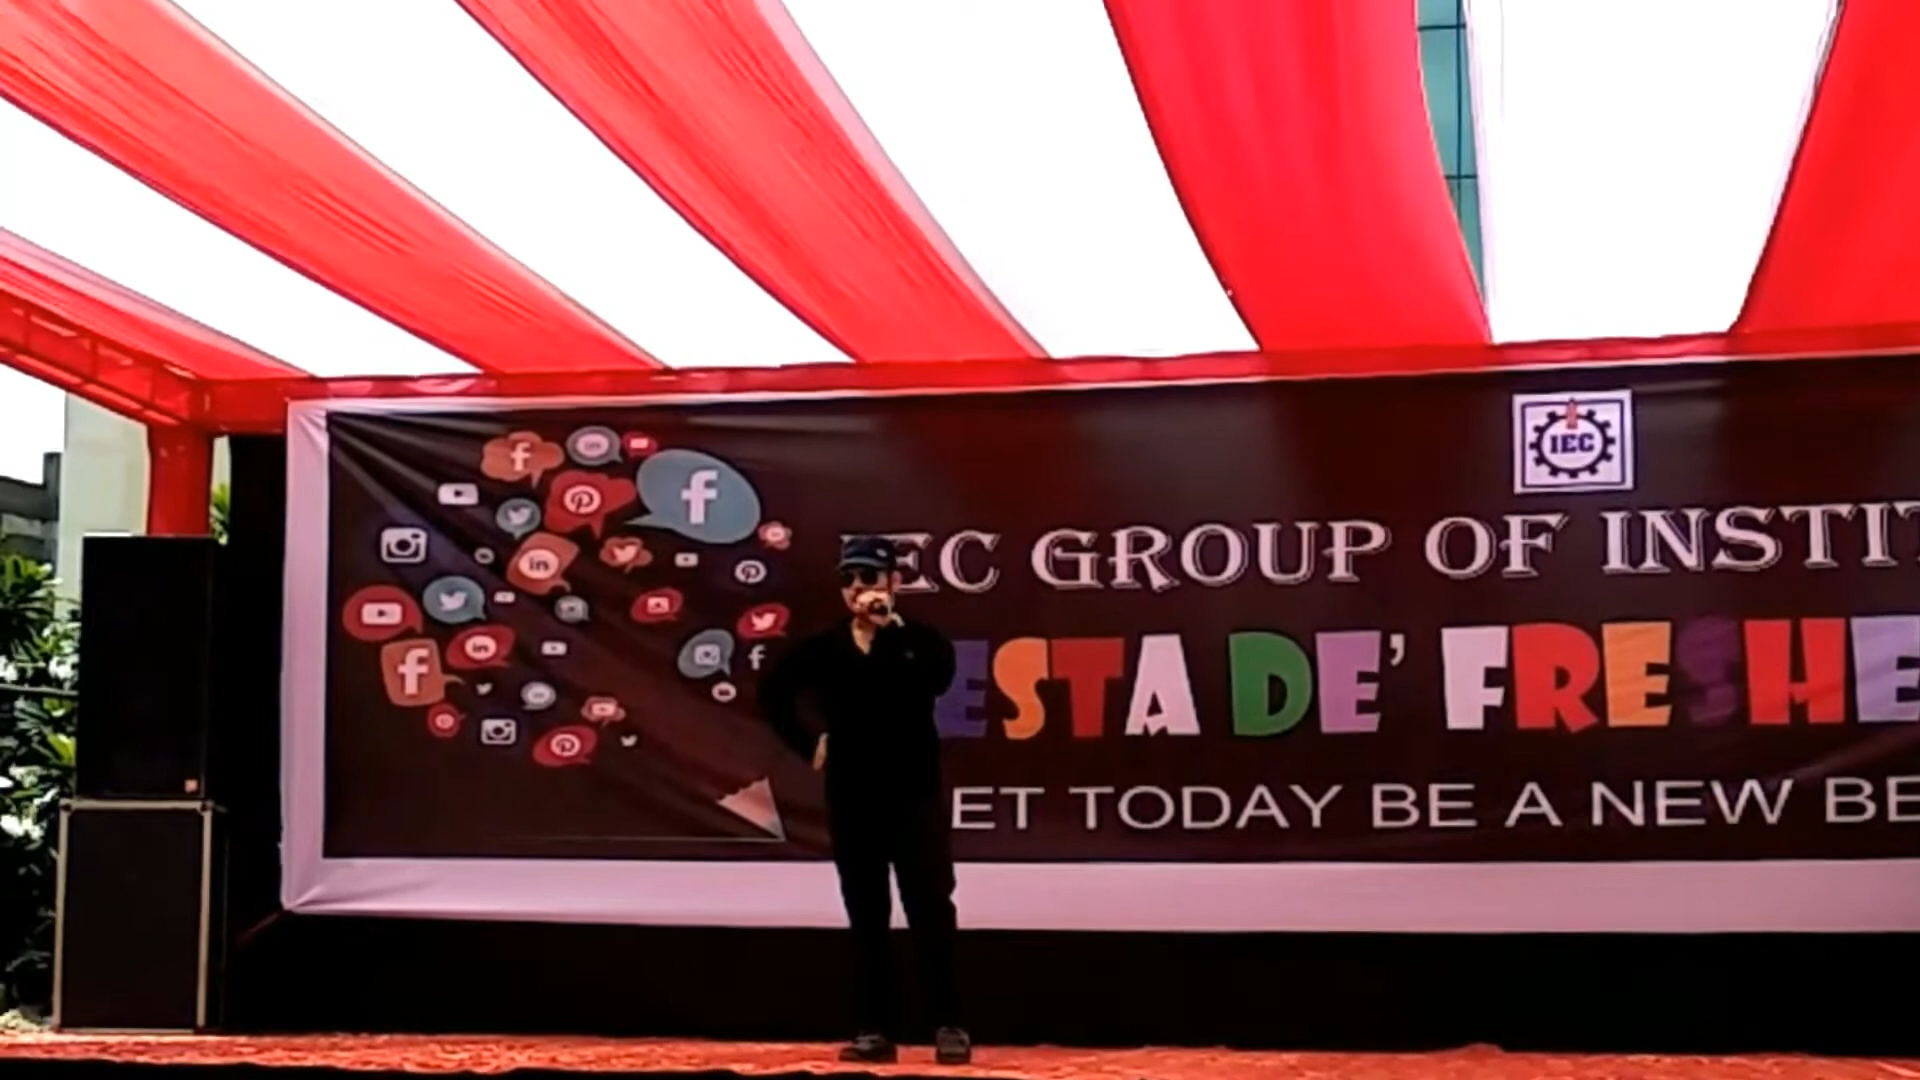 IEC
EC GROUP OF INSTIT
ESTA DE' FRESHE
ET TODAY BE A NEW BE